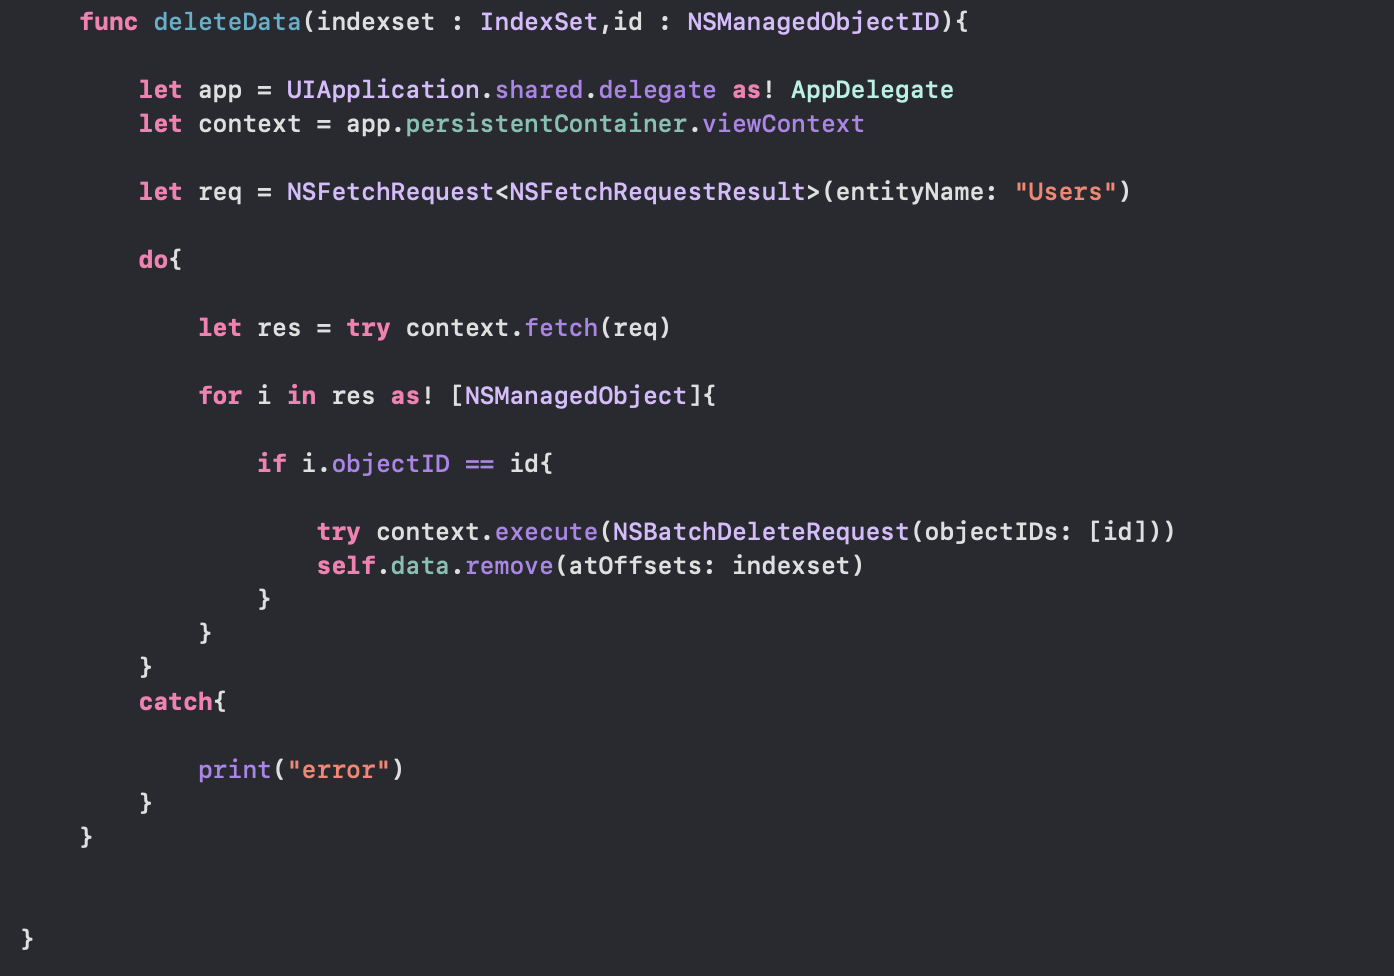 func deleteData(indexset : IndexSet,id : NSManagedObjectID){
let app = UIApplication.shared.delegate as! AppDelegate
let context = app.persistentContainer.viewContext
let req = NSFetchRequest<NSFetchRequestResult>(entityName: "Users")
do{
let res = try context.fetch(req)
for i in res as! [NSManagedObject]{
if i.objectID == id{
try context.execute(NSBatchDeleteRequest(objectIDs: [id]))
self.data.remove(atOffsets: indexset)
}
}
}
catch{
print("error")
}
}
}